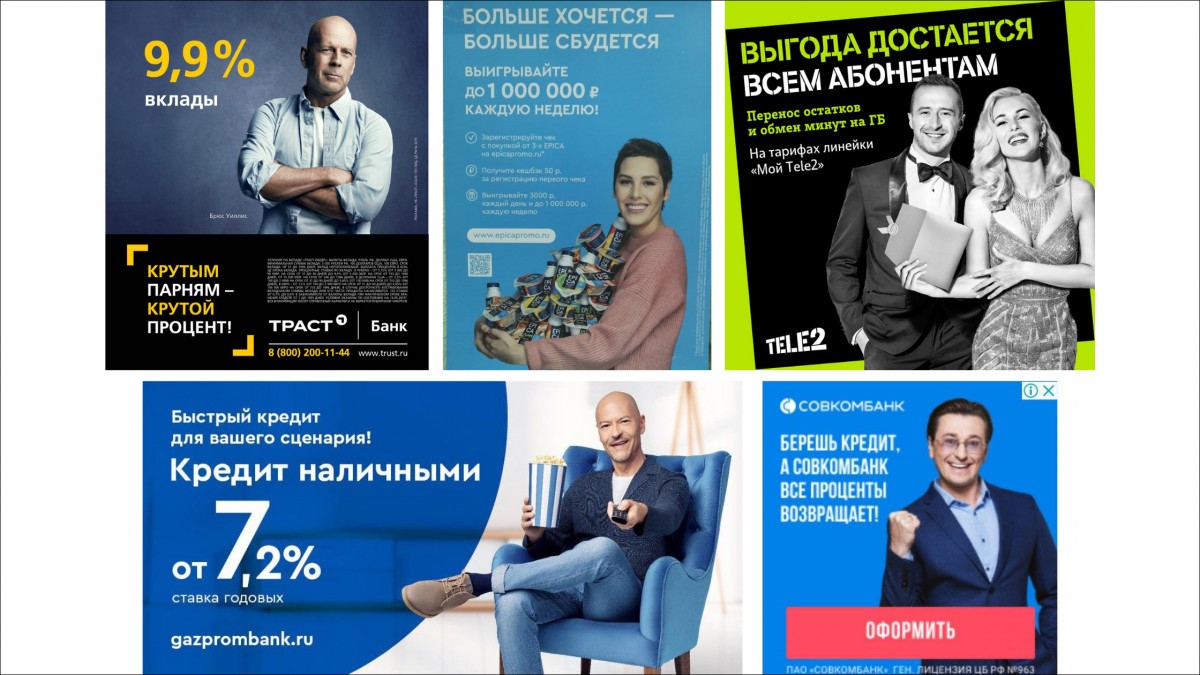 9,9%
вклады
Брюс Уиллис
КРУТЫМ
ПАРНЯМ –
КРУТОЙ
ПРОЦЕНТ!
ТРАСТ
Банк
8 (800) 200-11-44 www.trust.ru
БОЛЬШЕ ХОЧЕТСЯ —
БОЛЬШЕ СБУДЕТСЯ
ВЫИГРЫВАЙТЕ
ДО 1 000 000 ₽
КАЖДУЮ НЕДЕЛЮ!
Зарегистрируйте чек
с покупкой от 3-х EPICA
на epicapromo.ru*
Получите кешбэк 50 р.
за регистрацию первого чека
Выигрывайте 3000 р.
каждый день и до 1 000 000 р.
каждую неделю
www.epicapromo.ru
ВЫГОДА ДОСТАЕТСЯ
ВСЕМ АБОНЕНТАМ
Перенос остатков
и обмен минут на ГБ
На тарифах линейки
«Мой Tele2»
TELE2
Быстрый кредит
для вашего сценария!
Кредит наличными
от 7,2%
ставка годовых
gazprombank.ru
СОВКОМБАНК
БЕРЕШЬ КРЕДИТ,
А СОВКОМБАНК
ВСЕ ПРОЦЕНТЫ
ВОЗВРАЩАЕТ!
ОФОРМИТЬ
ПАО «СОВКОМБАНК» ГЕН. ЛИЦЕНЗИЯ ЦБ РФ №963